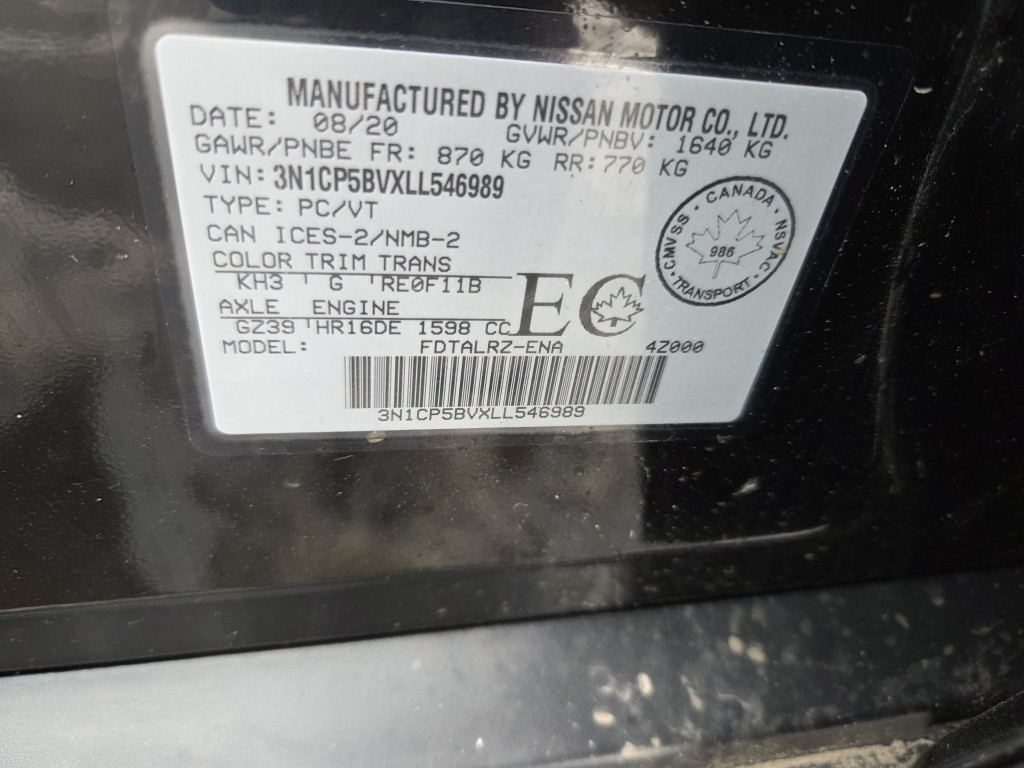 MANUFACTURED BY NISSAN MOTOR CO., LTD.
DATE: 08/20 GVWR/PNBV: 1640 KG
GAWR/PNBE FR: 870 KG RR: 770 KG
VIN: 3N1CP5BVXLL546989
TYPE: PC/VT
CAN ICES-2/NMB-2
COLOR TRIM TRANS
KH3 G RE0F11B
AXLE ENGINE
GZ39 HR16DE 1598 CC
EC
MODEL: FDTALRZ-ENA 4Z000
3N1CP5BVXLL546989
CANADA · NSVAC · TRANSPORT · CMVSS ·
986